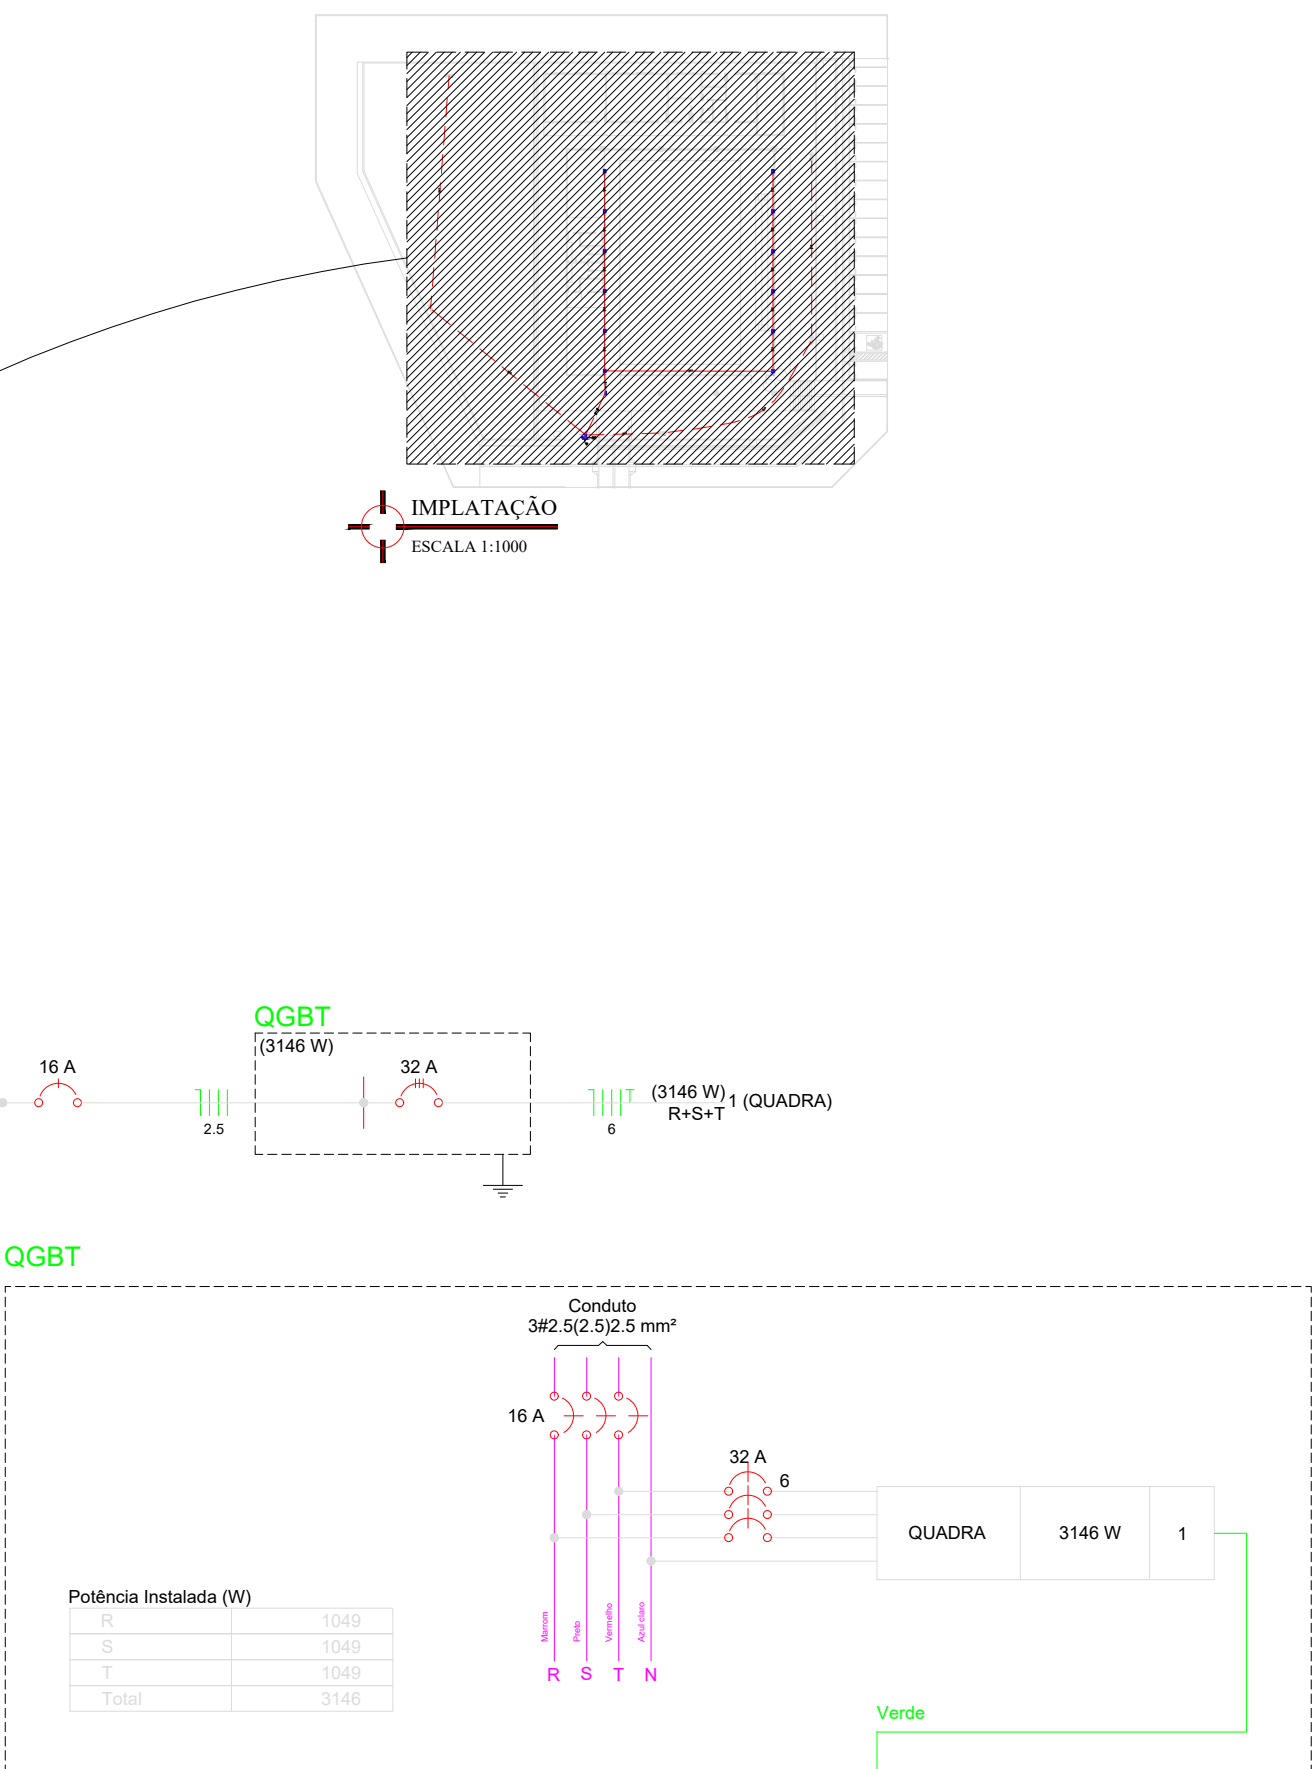 IMPLATAÇÃO
ESCALA 1:1000
QGBT
(3146 W)
16 A
32 A
2.5
6
(3146 W)
R+S+T
1 (QUADRA)
QGBT
Conduto
3#2.5(2.5)2.5 mm²
16 A
32 A
6
QUADRA 3146 W 1
Potência Instalada (W)
R 1049
S 1049
T 1049
Total 3146
Marrom
Preto
Vermelho
Azul claro
R S T N
Verde